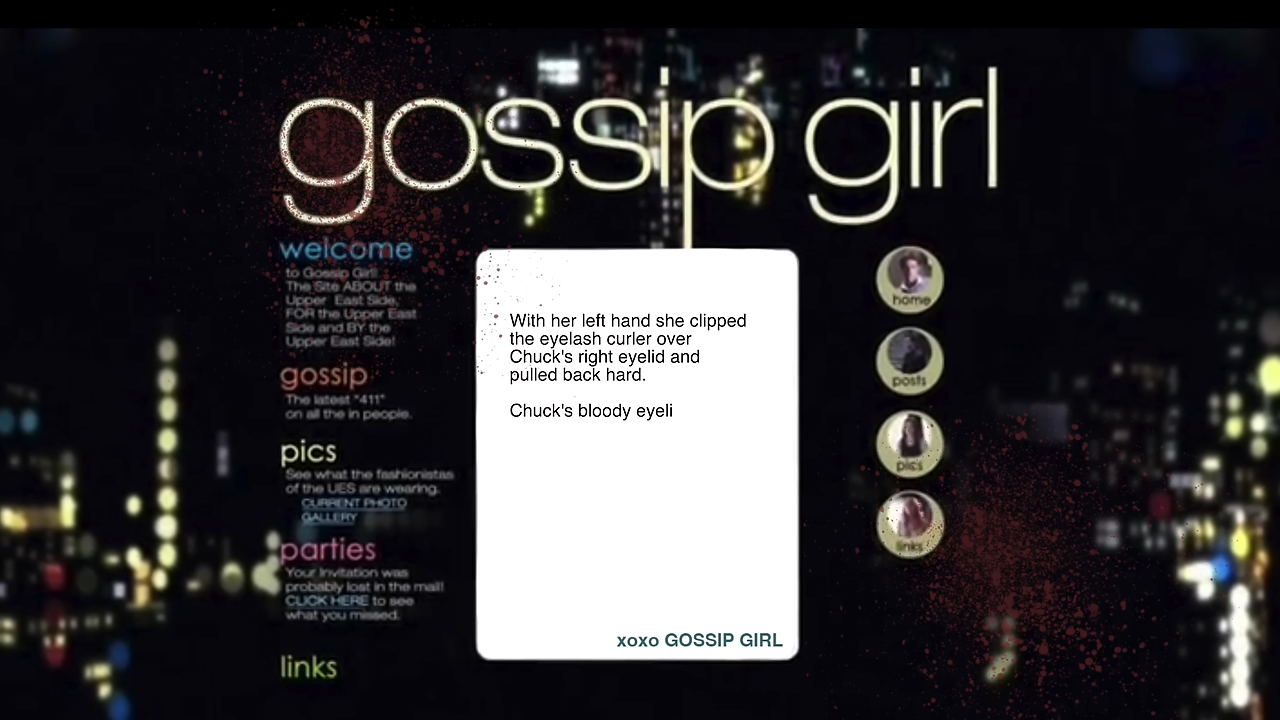 gossip girl
welcome
to Gossip Girl!
The Site ABOUT the
Upper East Side,
FOR the Upper East
Side and BY the
Upper East Side!
gossip
The latest "411"
on all the in people.
pics
See what the fashionistas
of the UES are wearing.
CURRENT PHOTO
GALLERY
parties
Your Invitation was
probably lost in the mail!
CLICK HERE to see
what you missed.
links
With her left hand she clipped
the eyelash curler over
Chuck's right eyelid and
pulled back hard.
Chuck's bloody eyeli
xoxo GOSSIP GIRL
home
posts
pics
links